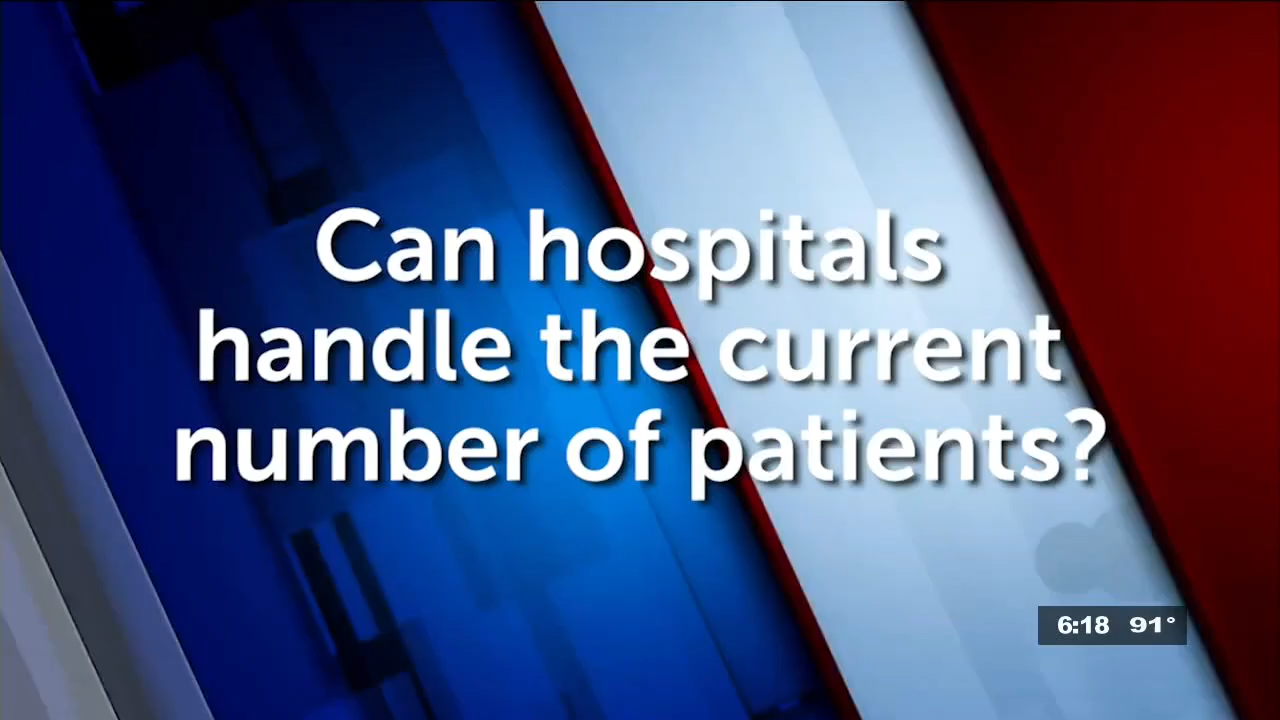 Can hospitals
handle the current
number of patients?
6:18 91°